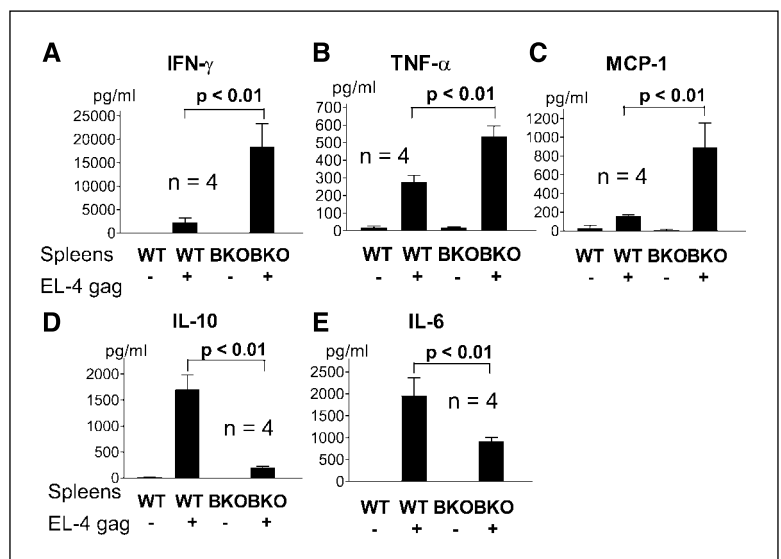 A
IFN-γ
pg/ml
p < 0.01
25000
20000
15000
10000
5000
0
n = 4
B
TNF-α
pg/ml
p < 0.01
700
600
500
400
300
200
100
0
n = 4
C
MCP-1
pg/ml
p < 0.01
1200
1000
800
600
400
200
0
n = 4
Spleens WT WT BKO BKO WT WT BKO BKO WT WT BKO BKO
EL-4 gag - + - + - + - + - + - +
D
IL-10
pg/ml
p < 0.01
2000
1500
1000
500
0
n = 4
E
IL-6
pg/ml
p < 0.01
2500
2000
1500
1000
500
0
n = 4
Spleens WT WT BKO BKO WT WT BKO BKO
EL-4 gag - + - + - + - +